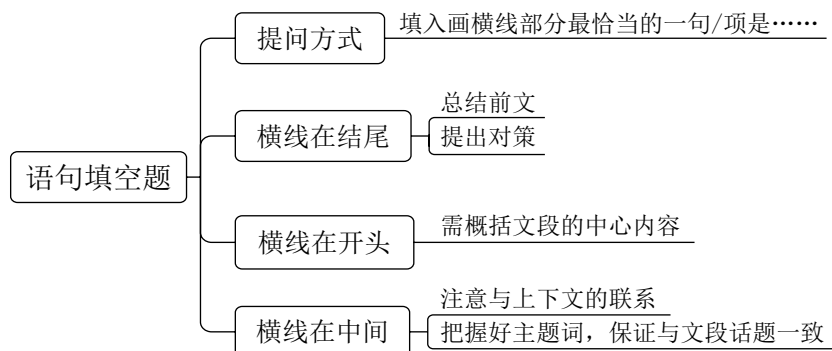 提问方式
填入画横线部分最恰当的一句/项是……
总结前文
横线在结尾
提出对策
语句填空题
横线在开头
需概括文段的中心内容
注意与上下文的联系
横线在中间
把握好主题词，保证与文段话题一致